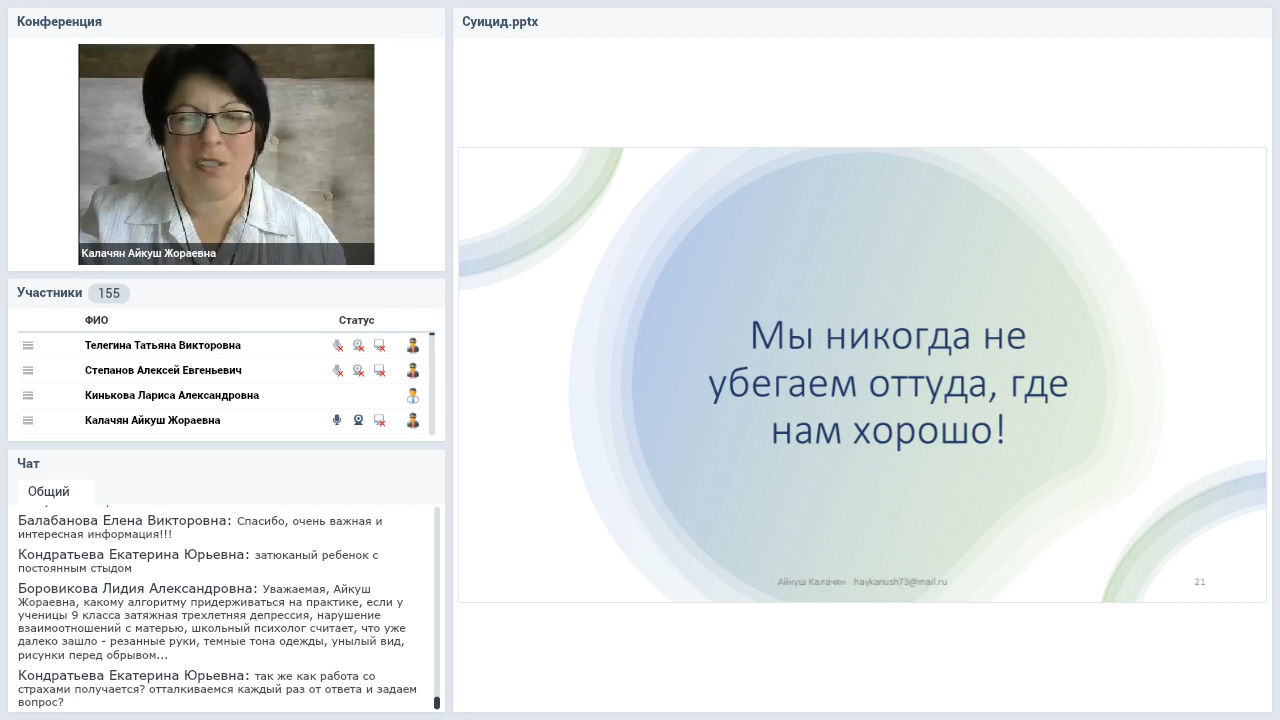 Конференция
Калачян Айкуш Жораевна
Участники 155
ФИО Статус
Телегина Татьяна Викторовна
Степанов Алексей Евгеньевич
Кинькова Лариса Александровна
Калачян Айкуш Жораевна
Чат
Общий
Балабанова Елена Викторовна: Спасибо, очень важная и
интересная информация!!!
Кондратьева Екатерина Юрьевна: затюканый ребенок с
постоянным стыдом
Боровикова Лидия Александровна: Уважаемая, Айкуш
Жораевна, какому алгоритму придерживаться на практике, если у
ученицы 9 класса затяжная трехлетняя депрессия, нарушение
взаимоотношений с матерью, школьный психолог считает, что уже
далеко зашло - резанные руки, темные тона одежды, унылый вид,
рисунки перед обрывом...
Кондратьева Екатерина Юрьевна: так же как работа со
страхами получается? отталкиваемся каждый раз от ответа и задаем
вопрос?
Суицид.pptx
Мы никогда не
убегаем оттуда, где
нам хорошо!
Айкуш Калачян haykanush73@mail.ru
21